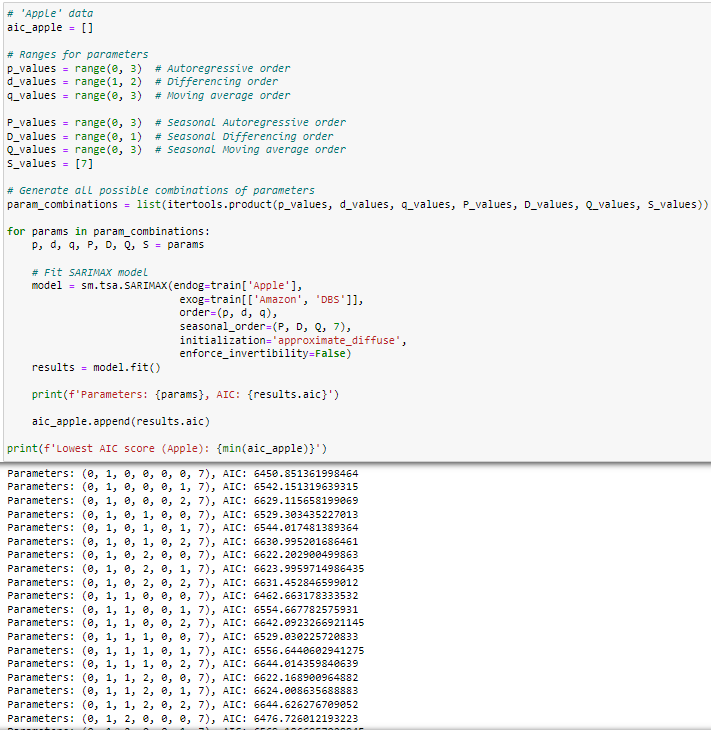 # 'Apple' data
aic_apple = []
# Ranges for parameters
p_values = range(0, 3)  # Autoregressive order
d_values = range(1, 2)  # Differencing order
q_values = range(0, 3)  # Moving average order
P_values = range(0, 3)  # Seasonal Autoregressive order
D_values = range(0, 1)  # Seasonal Differencing order
Q_values = range(0, 3)  # Seasonal Moving average order
S_values = [7]
# Generate all possible combinations of parameters
param_combinations = list(itertools.product(p_values, d_values, q_values, P_values, D_values, Q_values, S_values))
for params in param_combinations:
    p, d, q, P, D, Q, S = params
    # Fit SARIMAX model
    model = sm.tsa.SARIMAX(endog=train['Apple'],
                           exog=train[['Amazon', 'DBS']],
                           order=(p, d, q),
                           seasonal_order=(P, D, Q, 7),
                           initialization='approximate_diffuse',
                           enforce_invertibility=False)
    results = model.fit()
    print(f'Parameters: {params}, AIC: {results.aic}')
    aic_apple.append(results.aic)
print(f'Lowest AIC score (Apple): {min(aic_apple)}')
Parameters: (0, 1, 0, 0, 0, 0, 7), AIC: 6450.851361998464
Parameters: (0, 1, 0, 0, 0, 1, 7), AIC: 6542.151319639315
Parameters: (0, 1, 0, 0, 0, 2, 7), AIC: 6629.115658199069
Parameters: (0, 1, 0, 1, 0, 0, 7), AIC: 6529.303435227013
Parameters: (0, 1, 0, 1, 0, 1, 7), AIC: 6544.017481389364
Parameters: (0, 1, 0, 1, 0, 2, 7), AIC: 6630.995201686461
Parameters: (0, 1, 0, 2, 0, 0, 7), AIC: 6622.202900499863
Parameters: (0, 1, 0, 2, 0, 1, 7), AIC: 6623.9959714986435
Parameters: (0, 1, 0, 2, 0, 2, 7), AIC: 6631.452846599012
Parameters: (0, 1, 1, 0, 0, 0, 7), AIC: 6462.663178333532
Parameters: (0, 1, 1, 0, 0, 1, 7), AIC: 6554.667782575931
Parameters: (0, 1, 1, 0, 0, 2, 7), AIC: 6642.0923266921145
Parameters: (0, 1, 1, 1, 0, 0, 7), AIC: 6529.030225720833
Parameters: (0, 1, 1, 1, 0, 1, 7), AIC: 6556.6440602941275
Parameters: (0, 1, 1, 1, 0, 2, 7), AIC: 6644.014359840639
Parameters: (0, 1, 1, 2, 0, 0, 7), AIC: 6622.168900964882
Parameters: (0, 1, 1, 2, 0, 1, 7), AIC: 6624.008635688883
Parameters: (0, 1, 1, 2, 0, 2, 7), AIC: 6644.626276709052
Parameters: (0, 1, 2, 0, 0, 0, 7), AIC: 6476.726012193223